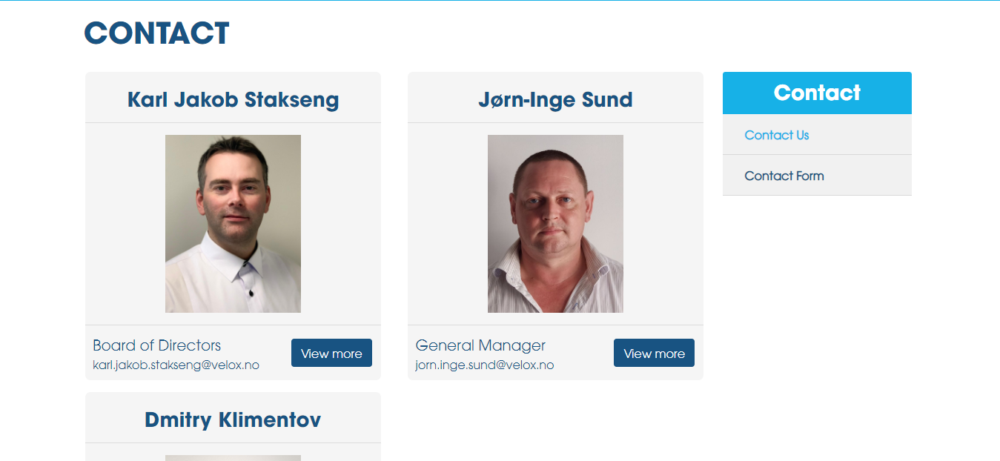 CONTACT
Karl Jakob Stakseng
Jørn-Inge Sund
Contact
Contact Us
Contact Form
Board of Directors
karl.jakob.stakseng@velox.no
View more
General Manager
jorn.inge.sund@velox.no
View more
Dmitry Klimentov